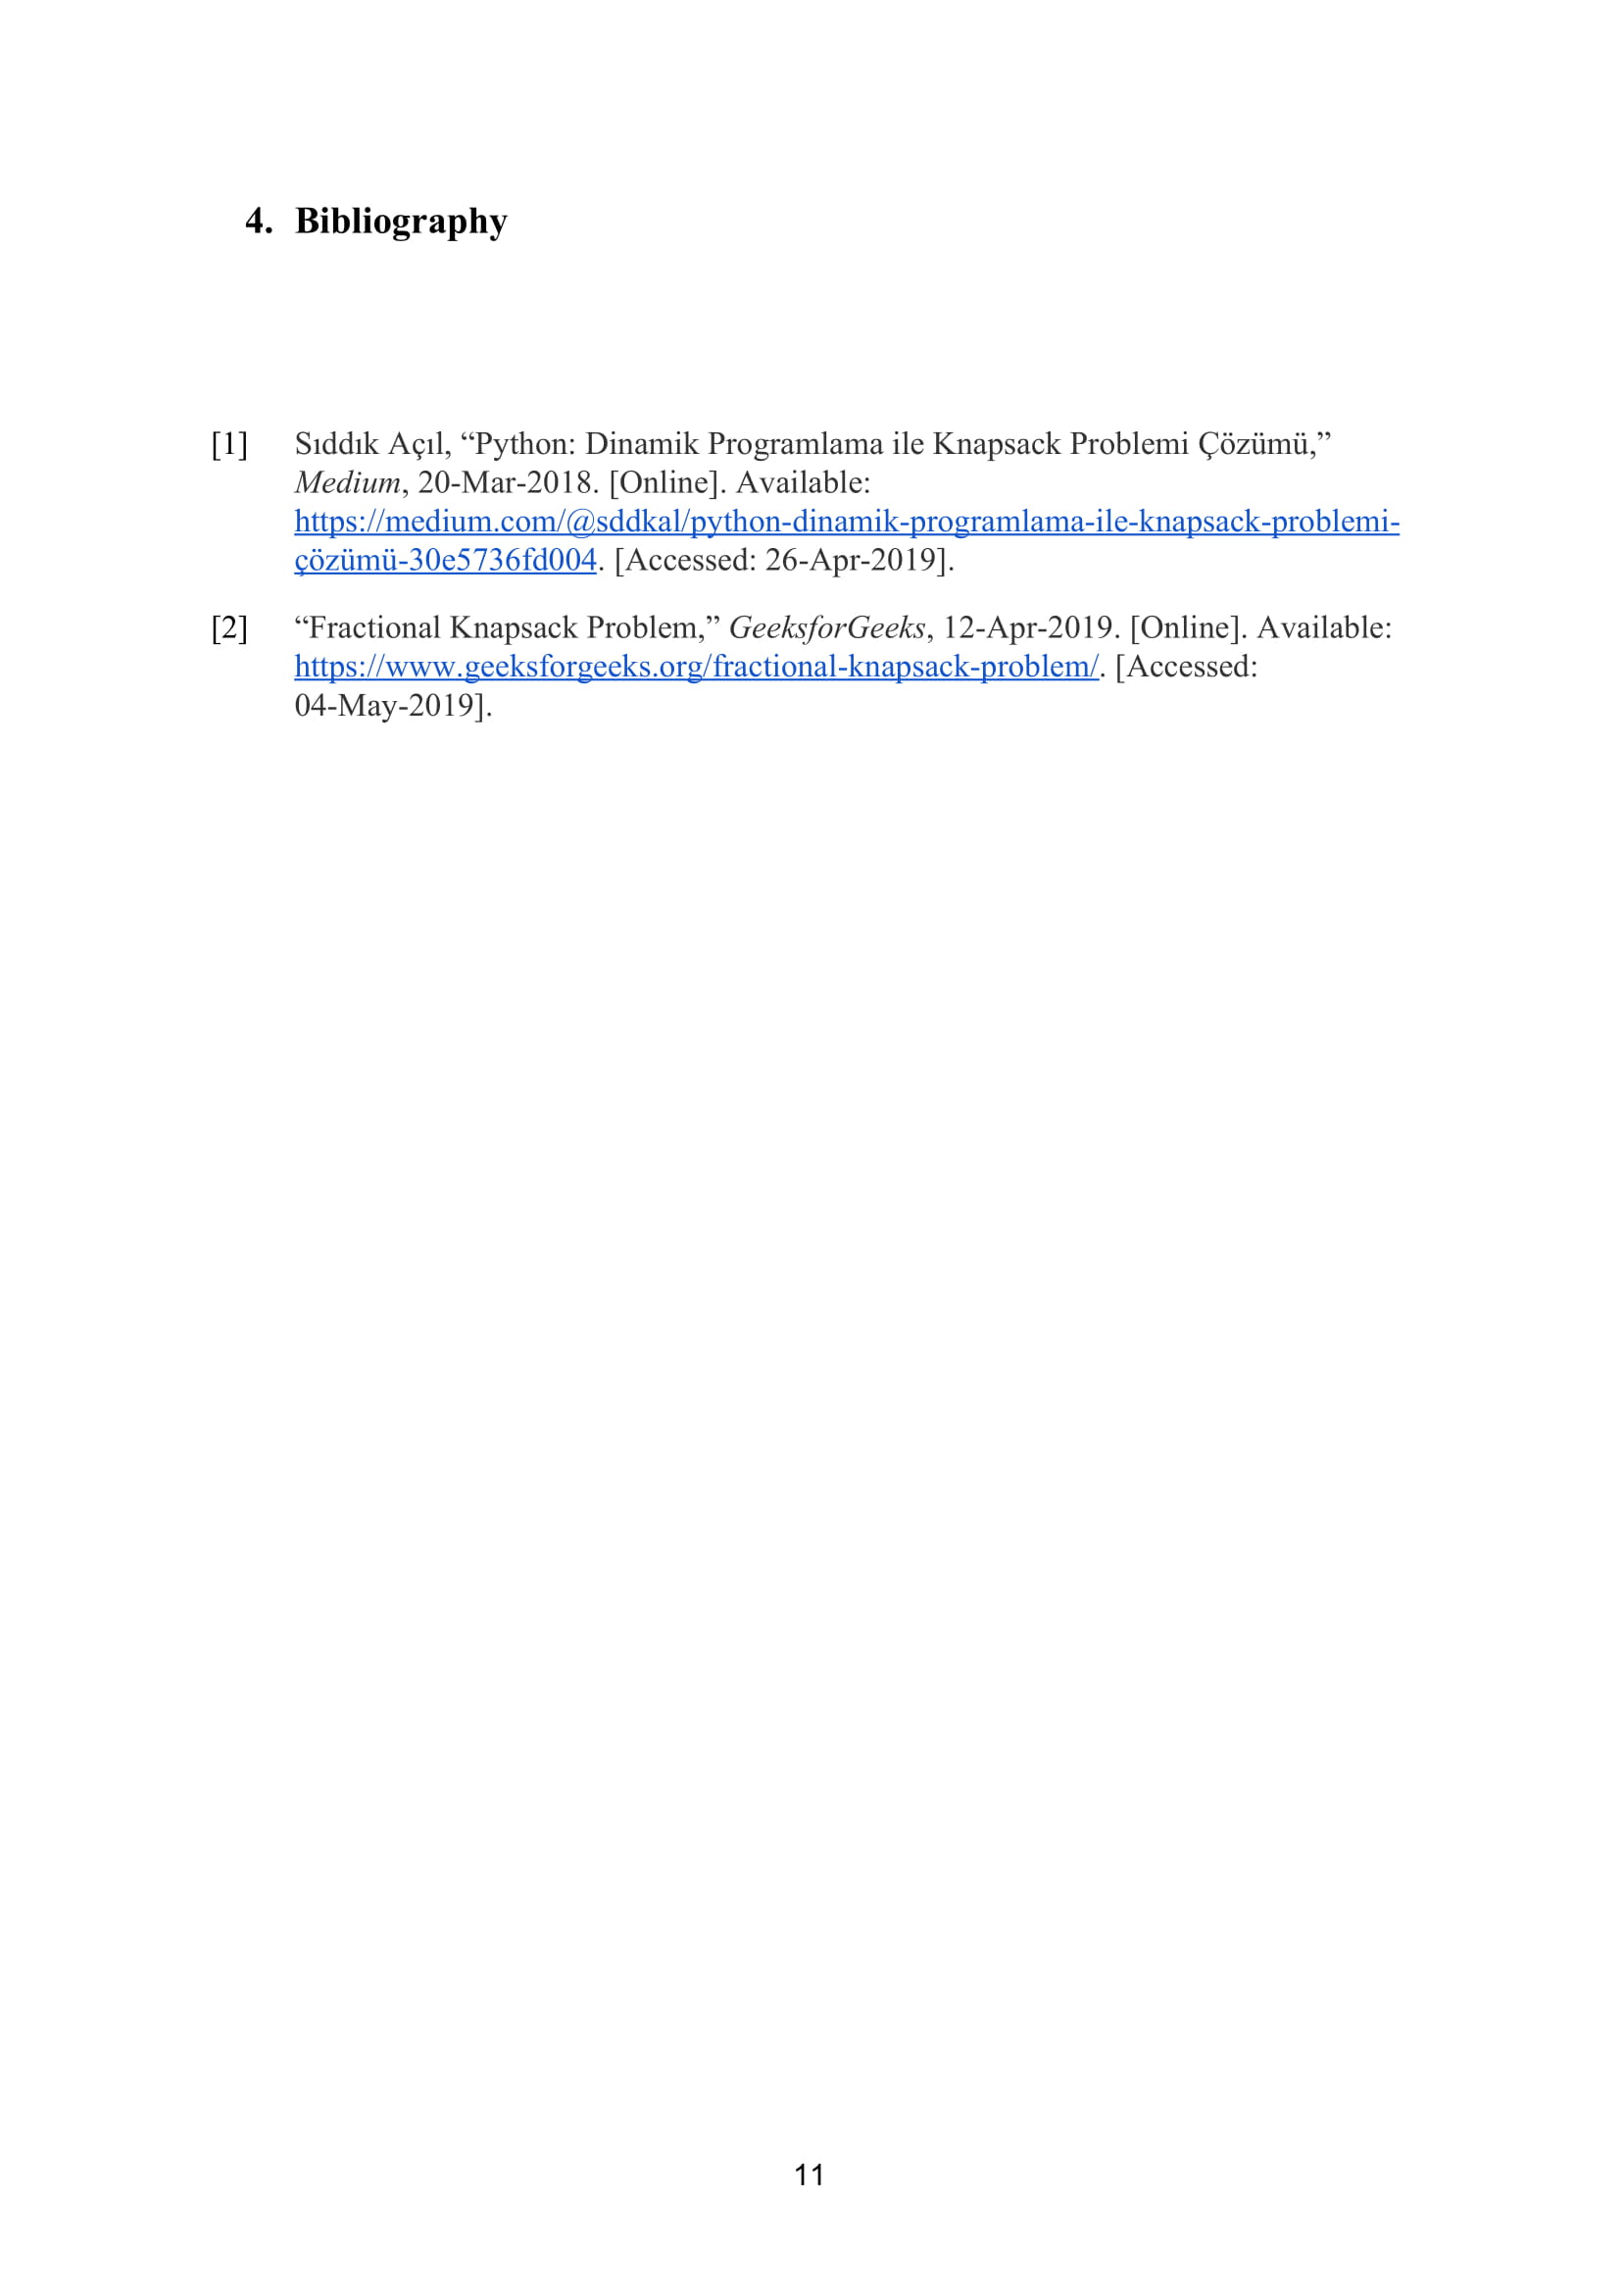 4. Bibliography
[1] Sıddık Açıl, “Python: Dinamik Programlama ile Knapsack Problemi Çözümü,”
Medium, 20-Mar-2018. [Online]. Available:
https://medium.com/@sddkal/python-dinamik-programlama-ile-knapsack-problemi-
çözümü-30e5736fd004. [Accessed: 26-Apr-2019].
[2] “Fractional Knapsack Problem,” GeeksforGeeks, 12-Apr-2019. [Online]. Available:
https://www.geeksforgeeks.org/fractional-knapsack-problem/. [Accessed:
04-May-2019].
11